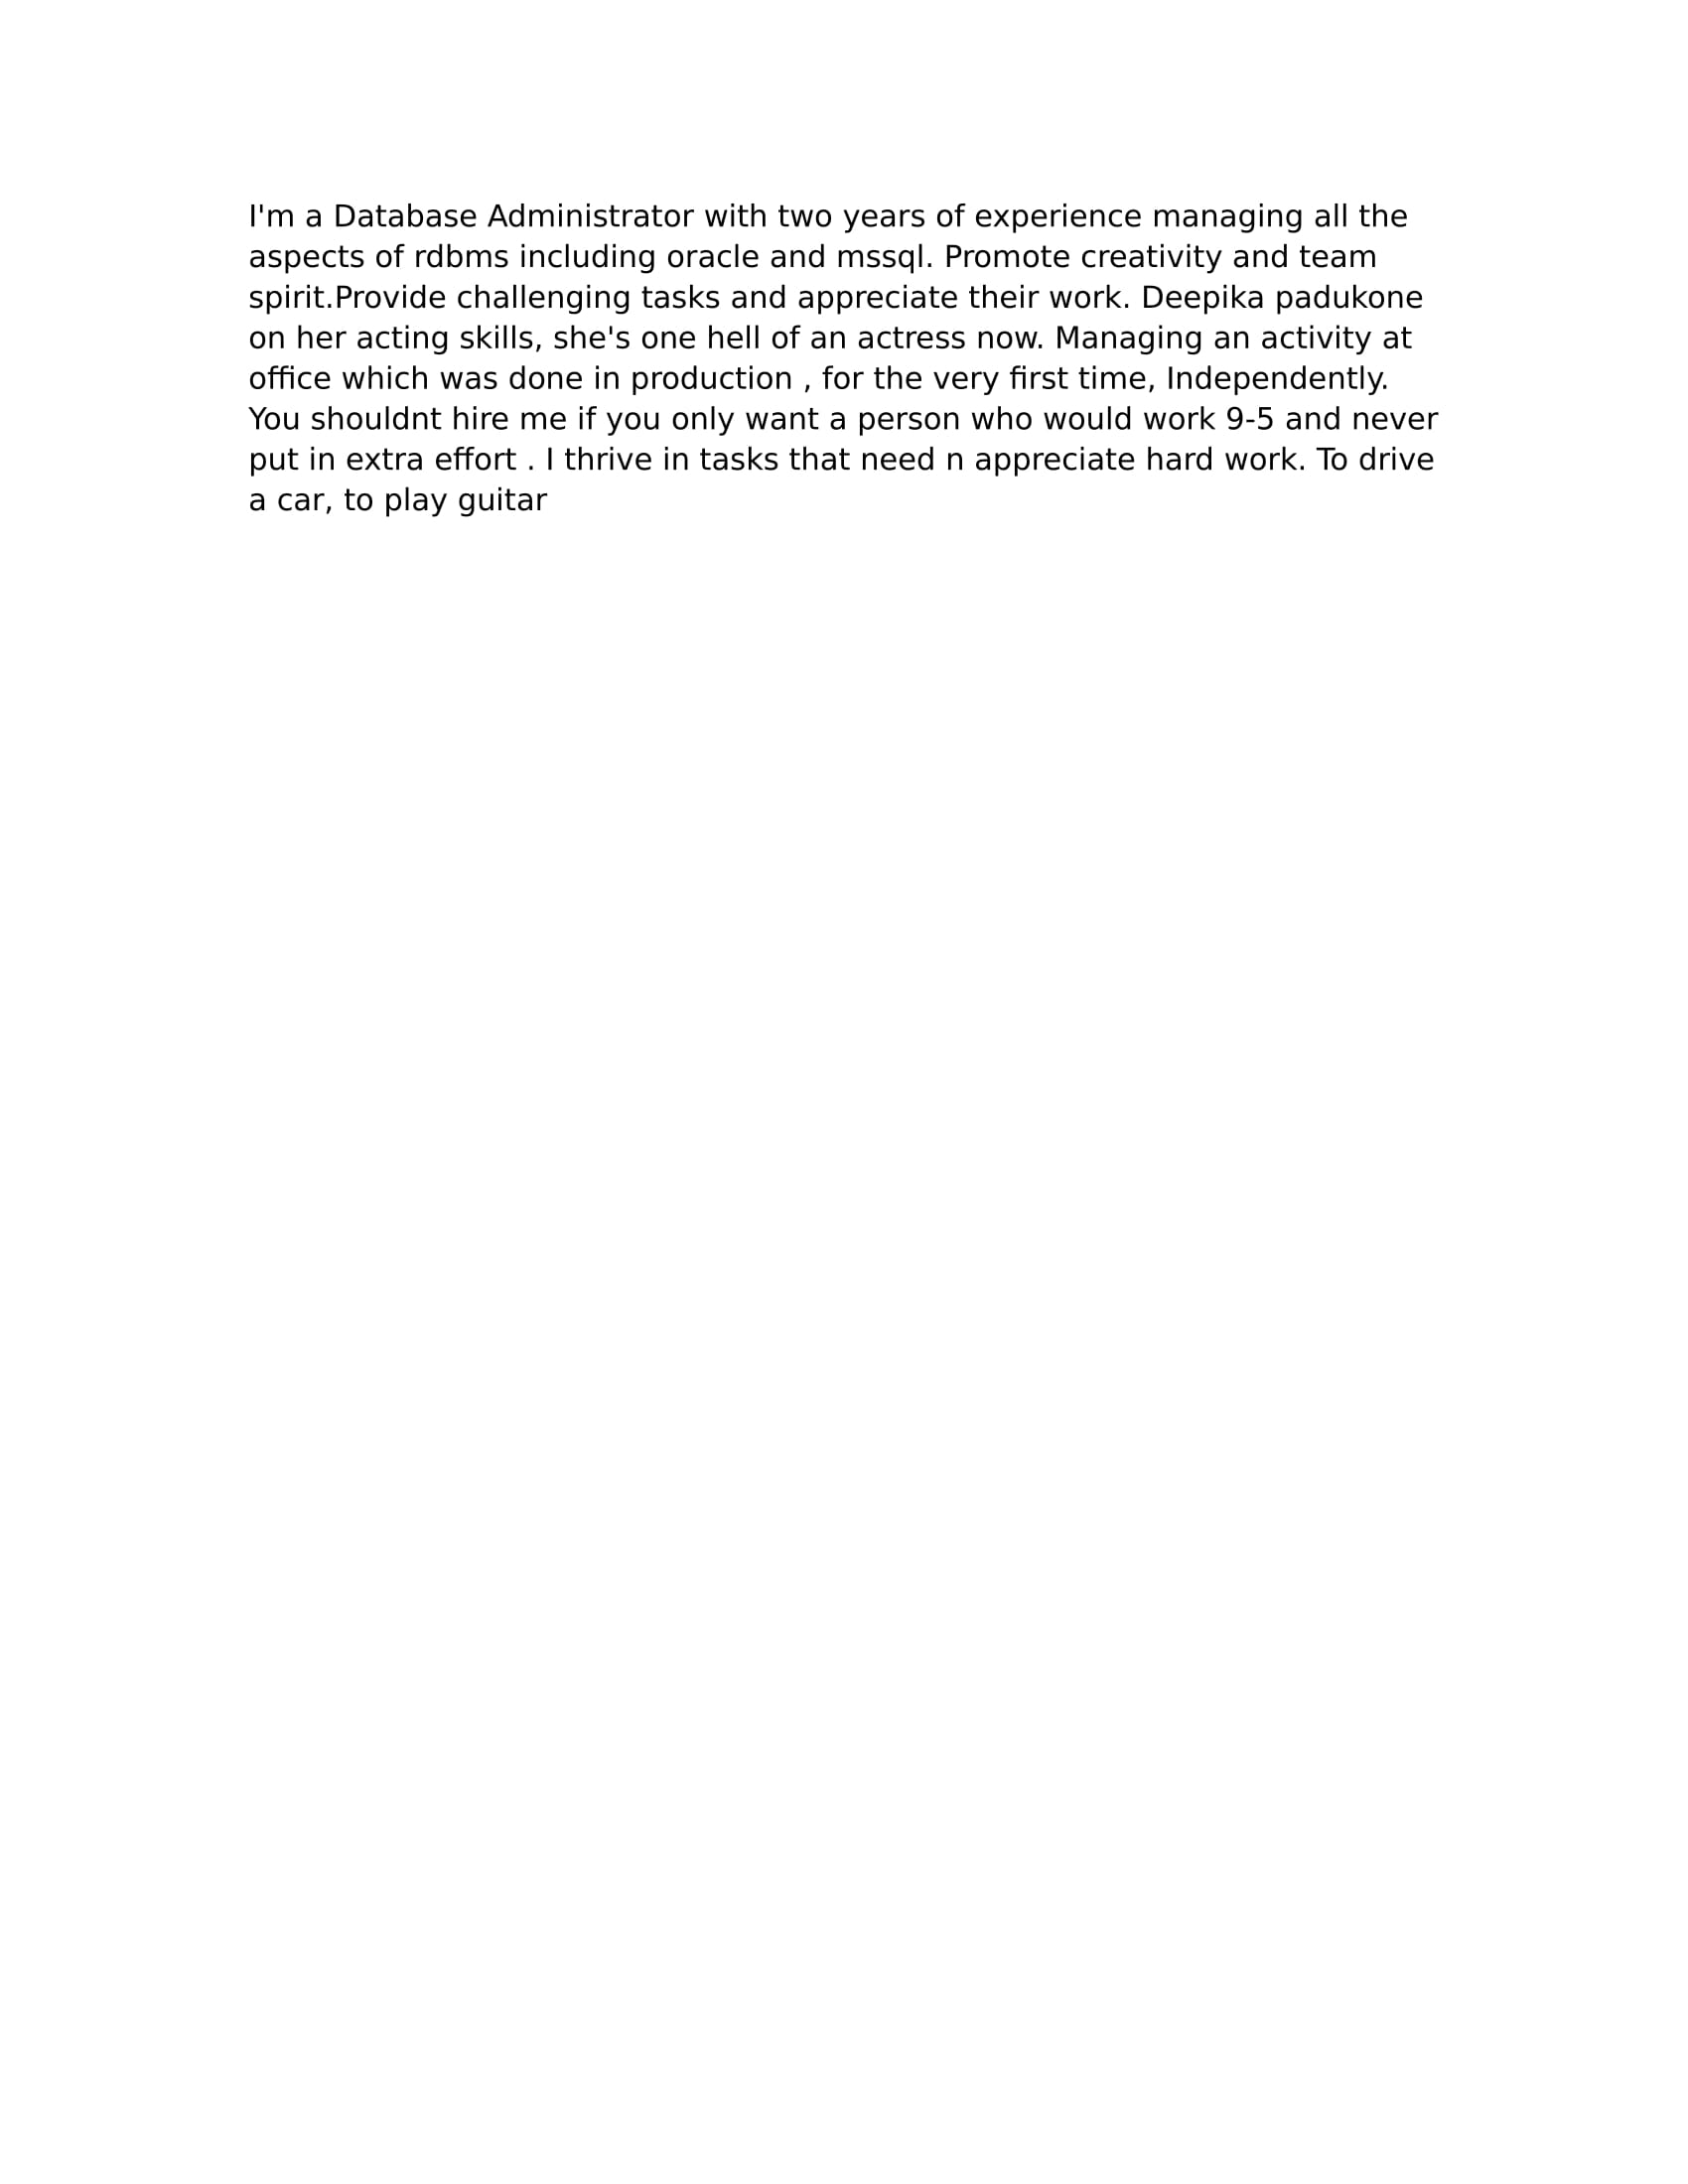 I'm a Database Administrator with two years of experience managing all the
aspects of rdbms including oracle and mssql. Promote creativity and team
spirit.Provide challenging tasks and appreciate their work. Deepika padukone
on her acting skills, she's one hell of an actress now. Managing an activity at
office which was done in production , for the very first time, Independently.
You shouldnt hire me if you only want a person who would work 9-5 and never
put in extra effort . I thrive in tasks that need n appreciate hard work. To drive
a car, to play guitar